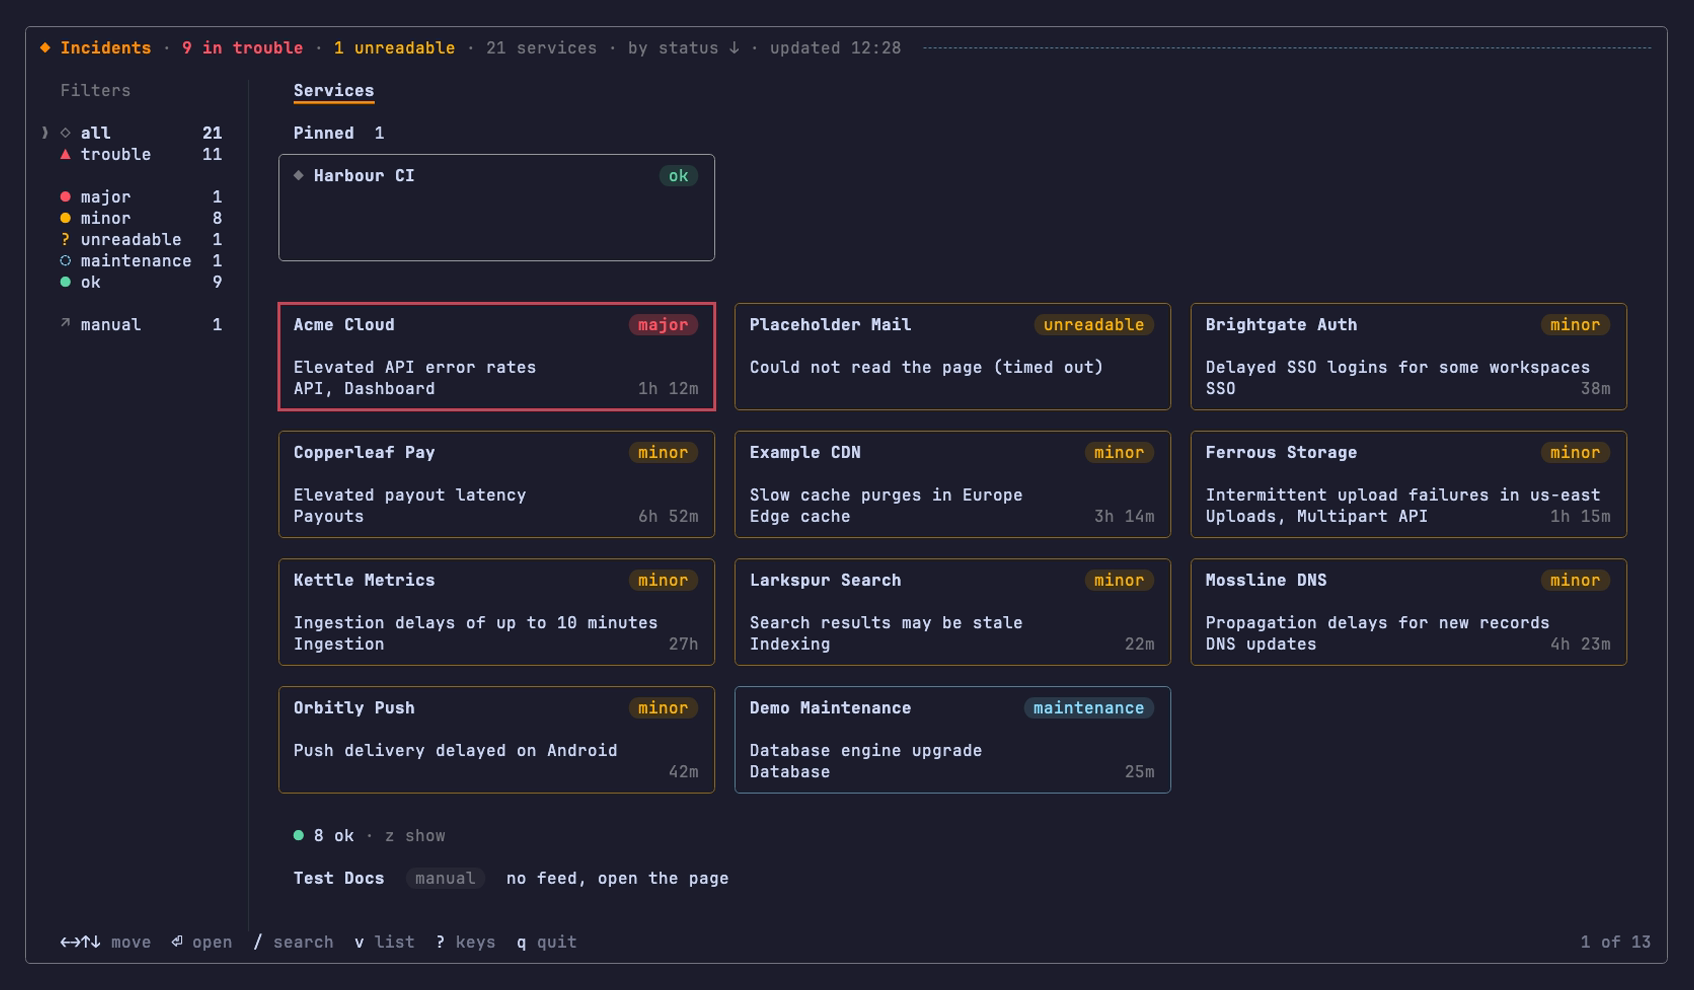 ◆ Incidents · 9 in trouble · 1 unreadable · 21 services · by status ↓ · updated 12:28
Filters
❫ ◇ all 21
▲ trouble 11
● major 1
● minor 8
? unreadable 1
◌ maintenance 1
● ok 9
↗ manual 1
Services
Pinned 1
◆ Harbour CI ok
Acme Cloud major
Elevated API error rates
API, Dashboard 1h 12m
Placeholder Mail unreadable
Could not read the page (timed out)
Brightgate Auth minor
Delayed SSO logins for some workspaces
SSO 38m
Copperleaf Pay minor
Elevated payout latency
Payouts 6h 52m
Example CDN minor
Slow cache purges in Europe
Edge cache 3h 14m
Ferrous Storage minor
Intermittent upload failures in us-east
Uploads, Multipart API 1h 15m
Kettle Metrics minor
Ingestion delays of up to 10 minutes
Ingestion 27h
Larkspur Search minor
Search results may be stale
Indexing 22m
Mossline DNS minor
Propagation delays for new records
DNS updates 4h 23m
Orbitly Push minor
Push delivery delayed on Android
42m
Demo Maintenance maintenance
Database engine upgrade
Database 25m
● 8 ok · z show
Test Docs manual no feed, open the page
←→↑↓ move ⏎ open / search v list ? keys q quit 1 of 13